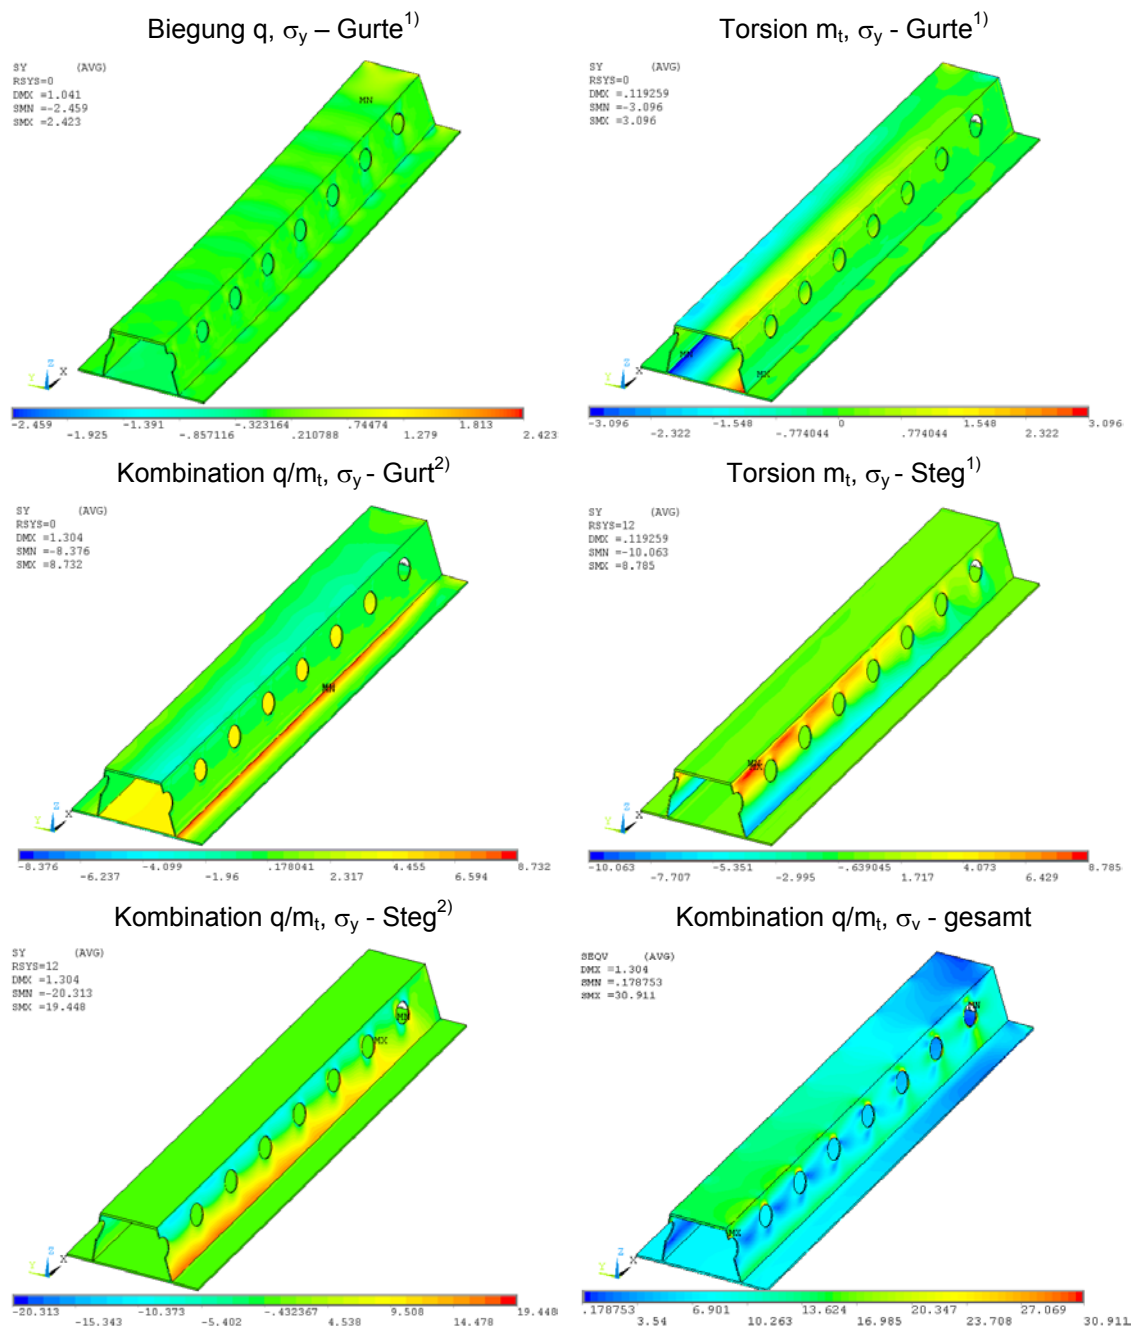 Biegung q, σy – Gurte1)
SY (AVG)
RSYS=0
DMX =1.041
SMN =-2.459
SMX =2.423
MN
X
Y
Z
-2.459 -1.391 -.323164 .74474 1.813
-1.925 -.857116 .210788 1.279 2.423
Torsion mt, σy - Gurte1)
SY (AVG)
RSYS=0
DMX =.119259
SMN =-3.096
SMX =3.096
MN
MX
X
Y
Z
-3.096 -1.548 0 1.548 3.096
-2.322 -.774044 .774044 2.322
Kombination q/mt, σy - Gurt2)
SY (AVG)
RSYS=0
DMX =1.304
SMN =-8.376
SMX =8.732
MN
X
Y
Z
-8.376 -4.099 .178041 4.455 8.732
-6.237 -1.96 2.317 6.594
Torsion mt, σy - Steg1)
SY (AVG)
RSYS=12
DMX =.119259
SMN =-10.063
SMX =8.785
MN
MX
X
Y
Z
-10.063 -5.351 -.639045 4.073 8.785
-7.707 -2.995 1.717 6.429
Kombination q/mt, σy - Steg2)
SY (AVG)
RSYS=12
DMX =1.304
SMN =-20.313
SMX =19.448
MN
MX
X
Y
Z
-20.313 -10.373 -.432367 9.508 19.448
-15.343 -5.402 4.538 14.478
Kombination q/mt, σv - gesamt
SEQV (AVG)
DMX =1.304
SMN =.178753
SMX =30.911
MN
MX
X
Y
Z
.178753 6.901 13.624 20.347 27.069
3.54 10.263 16.985 23.708 30.911